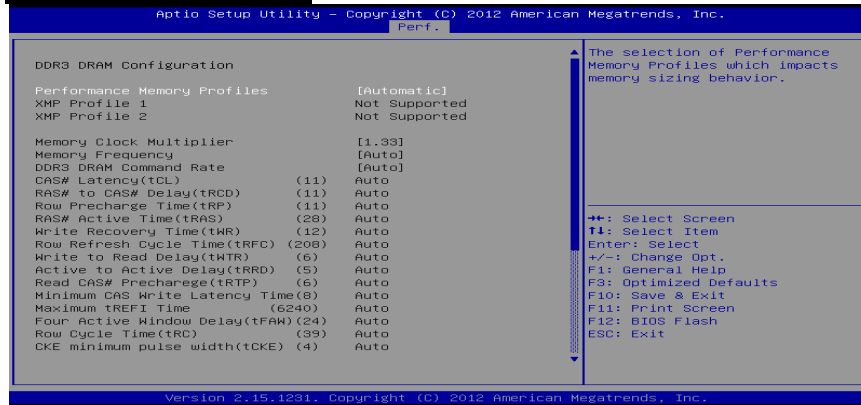 Aptio Setup Utility – Copyright (C) 2012 American Megatrends, Inc.
Perf.
DDR3 DRAM Configuration
Performance Memory Profiles [Automatic]
XMP Profile 1 Not Supported
XMP Profile 2 Not Supported
Memory Clock Multiplier [1.33]
Memory Frequency [Auto]
DDR3 DRAM Command Rate [Auto]
CAS# Latency(tCL) (11) Auto
RAS# to CAS# Delay(tRCD) (11) Auto
Row Precharge Time(tRP) (11) Auto
RAS# Active Time(tRAS) (28) Auto
Write Recovery Time(tWR) (12) Auto
Row Refresh Cycle Time(tRFC) (208) Auto
Write to Read Delay(tWTR) (6) Auto
Active to Active Delay(tRRD) (5) Auto
Read CAS# Precharege(tRTP) (6) Auto
Minimum CAS Write Latency Time(8) Auto
Maximum tREFI Time (6240) Auto
Four Active Window Delay(tFAW)(24) Auto
Row Cycle Time(tRC) (39) Auto
CKE minimum pulse width(tCKE) (4) Auto
The selection of Performance
Memory Profiles which impacts
memory sizing behavior.
→←: Select Screen
↑↓: Select Item
Enter: Select
+/-: Change Opt.
F1: General Help
F3: Optimized Defaults
F10: Save & Exit
F11: Print Screen
F12: BIOS Flash
ESC: Exit
Version 2.15.1231. Copyright (C) 2012 American Megatrends, Inc.